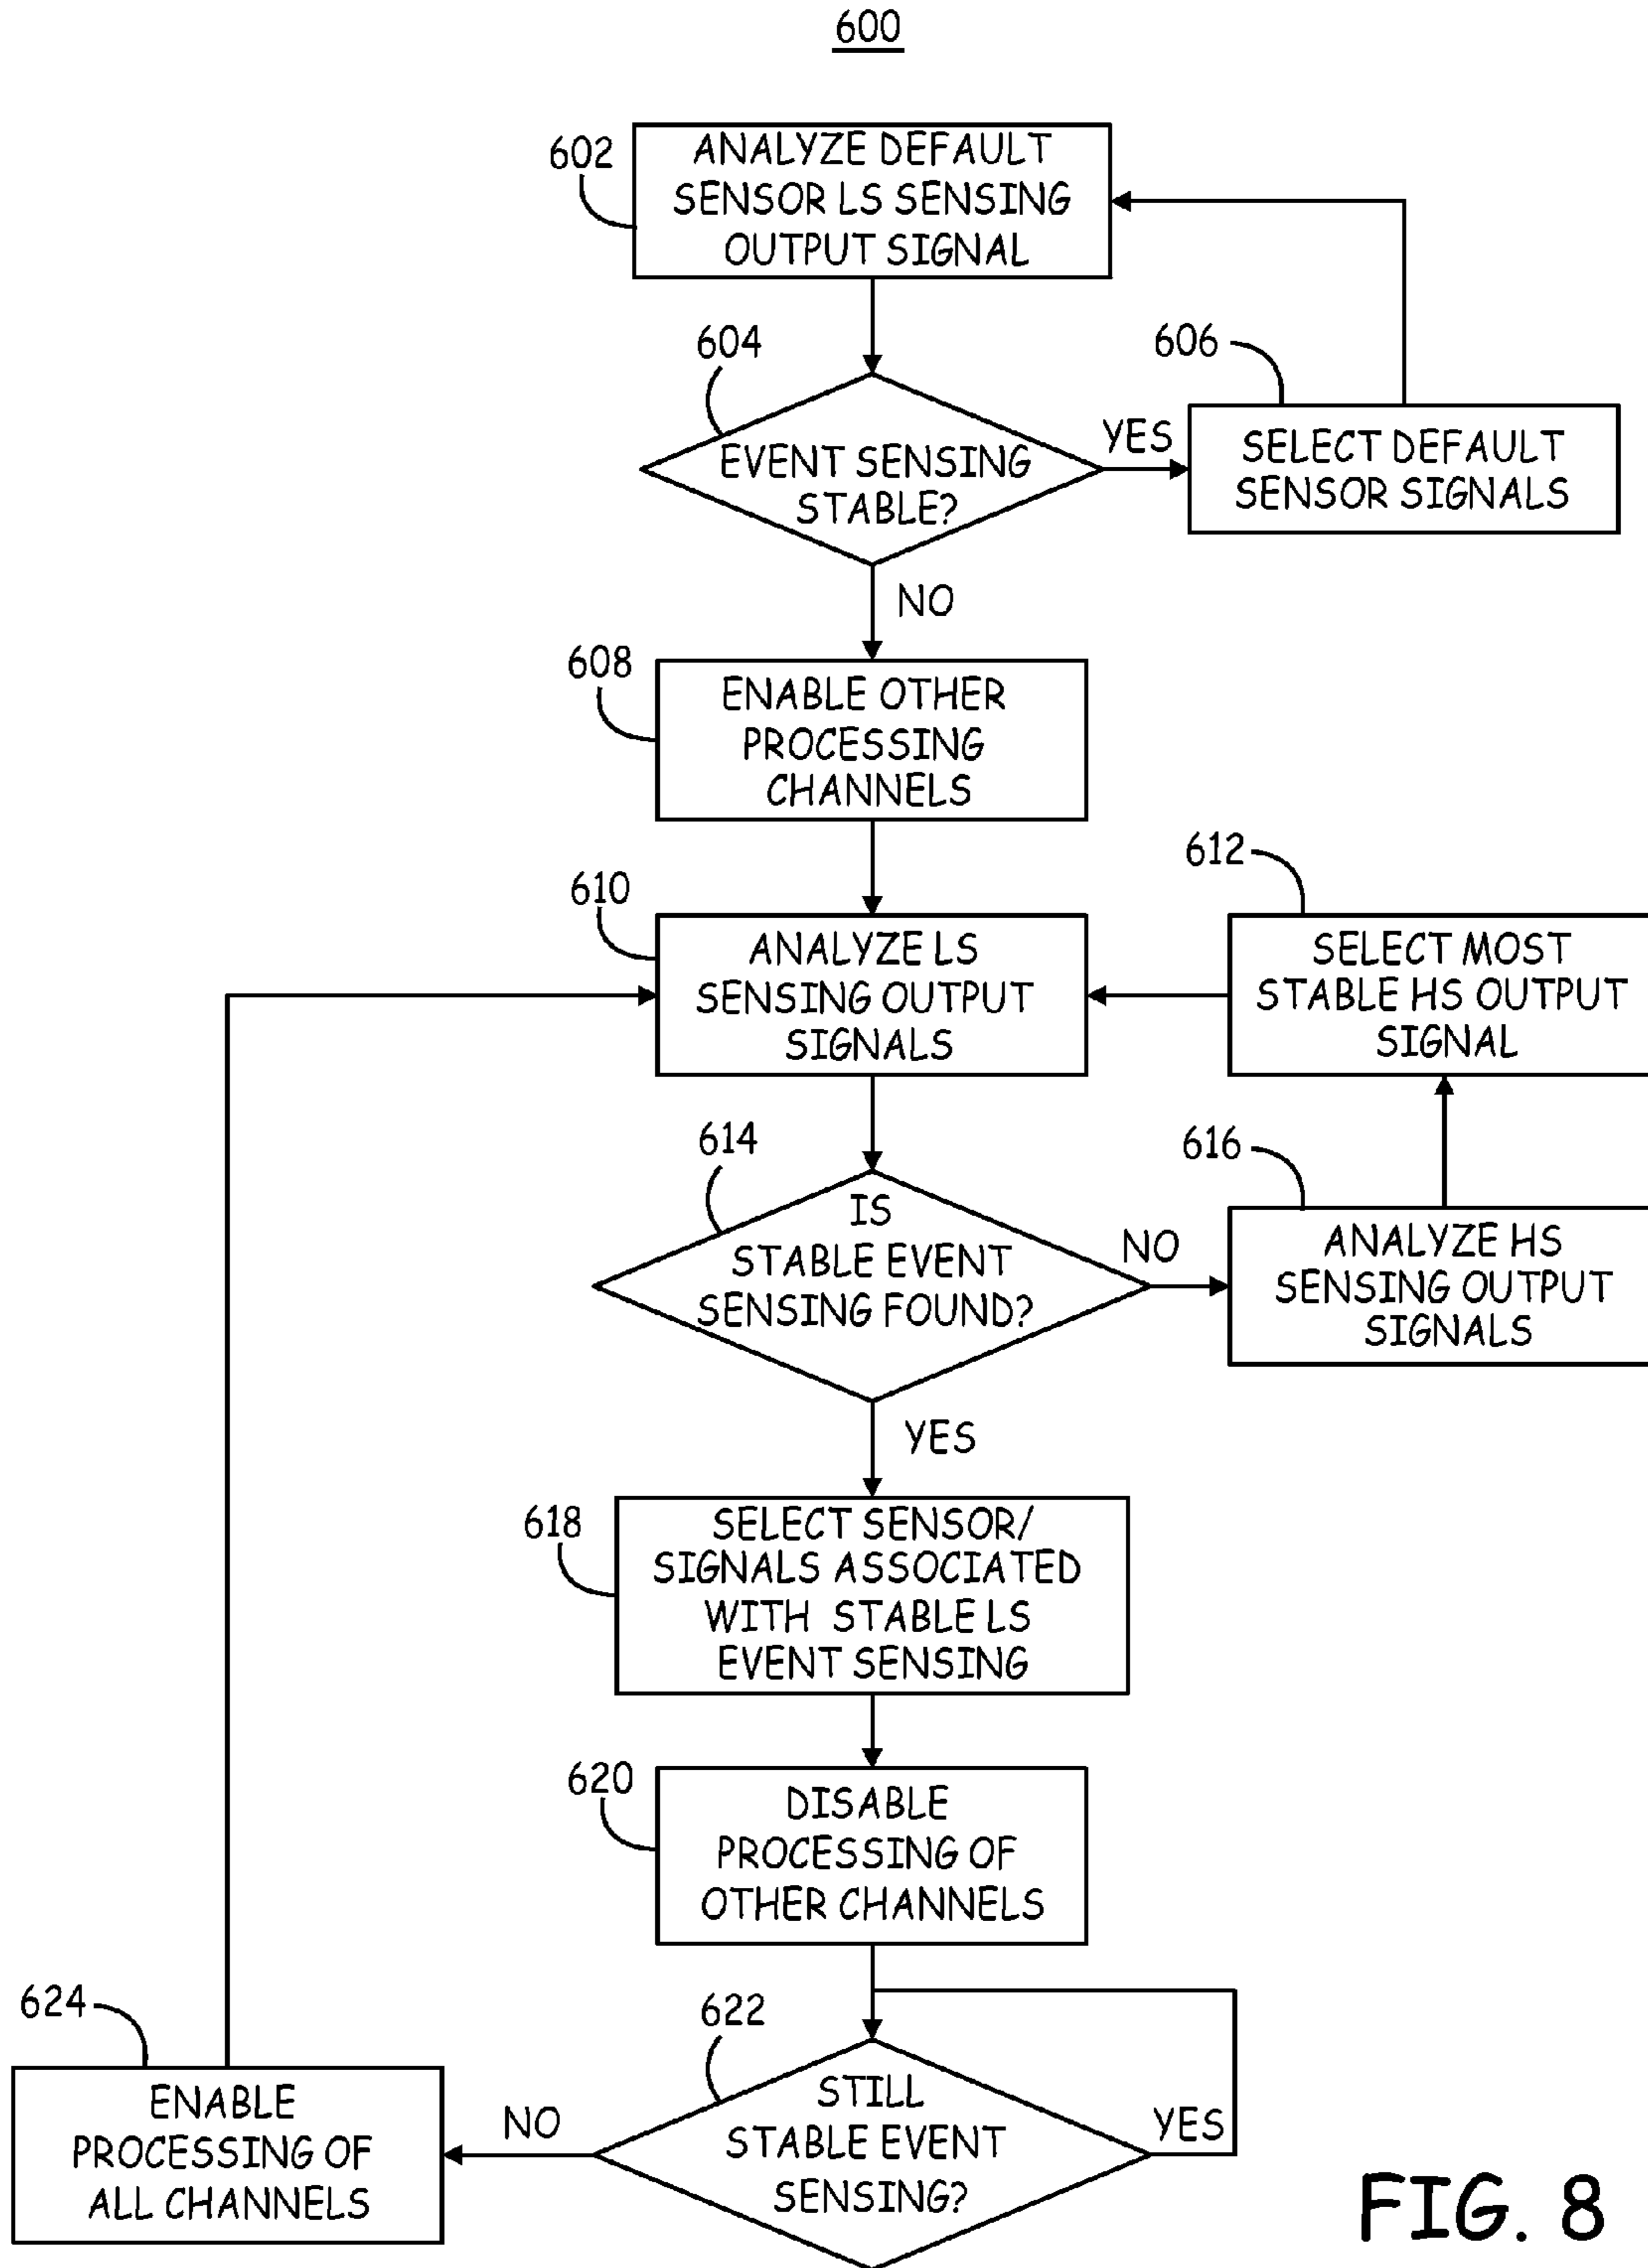 600
602
ANALYZE DEFAULT
SENSOR LS SENSING
OUTPUT SIGNAL
604
EVENT SENSING
STABLE?
YES
606
SELECT DEFAULT
SENSOR SIGNALS
NO
608
ENABLE OTHER
PROCESSING
CHANNELS
610
ANALYZE LS
SENSING OUTPUT
SIGNALS
612
SELECT MOST
STABLE HS OUTPUT
SIGNAL
614
IS
STABLE EVENT
SENSING FOUND?
NO
616
ANALYZE HS
SENSING OUTPUT
SIGNALS
YES
618
SELECT SENSOR/
SIGNALS ASSOCIATED
WITH STABLE LS
EVENT SENSING
620
DISABLE
PROCESSING OF
OTHER CHANNELS
622
STILL
STABLE EVENT
SENSING?
YES
NO
624
ENABLE
PROCESSING OF
ALL CHANNELS
FIG. 8